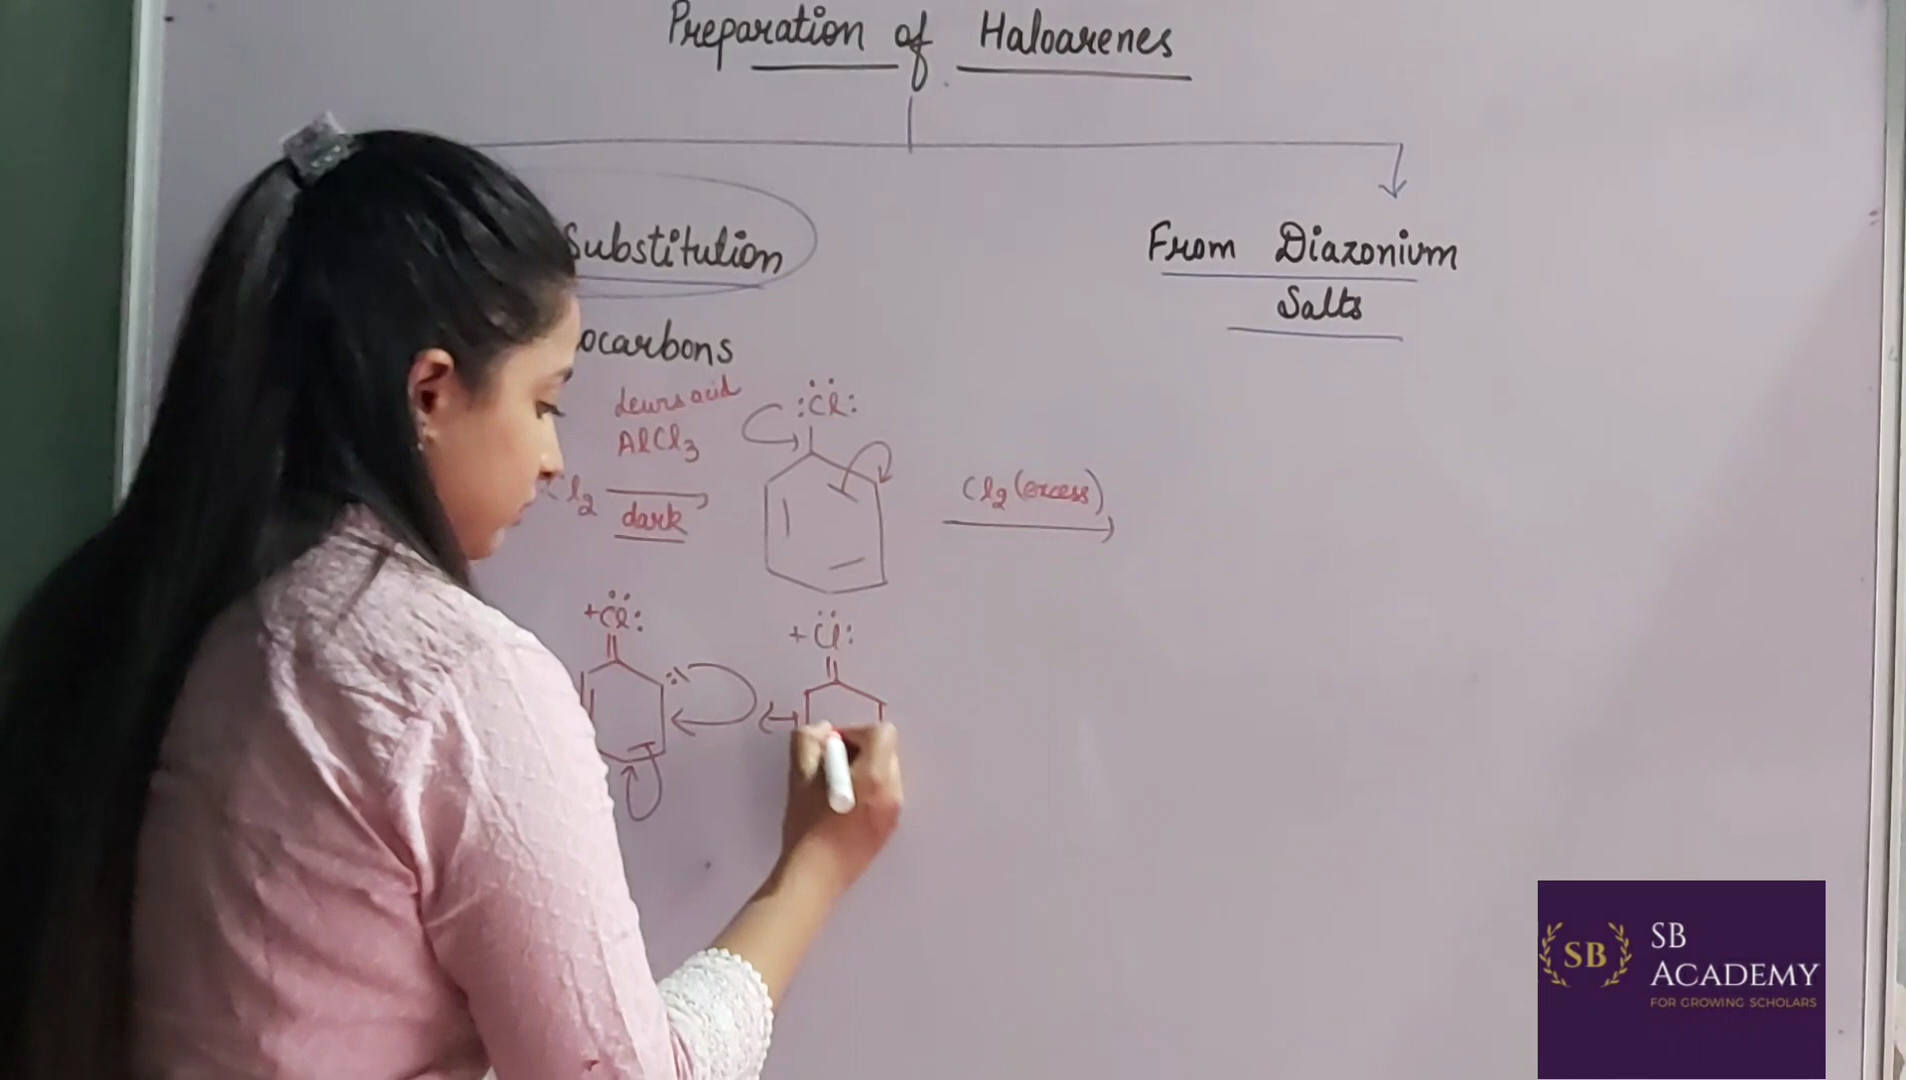 Preparation of Haloarenes
Substitution
From Diazonium
Salts
ocarbons
Lewis acid
AlCl3
Cl2
dark
:Cl:
Cl2 (excess)
+Cl:
+Cl:
SB
SB
ACADEMY
FOR GROWING SCHOLARS